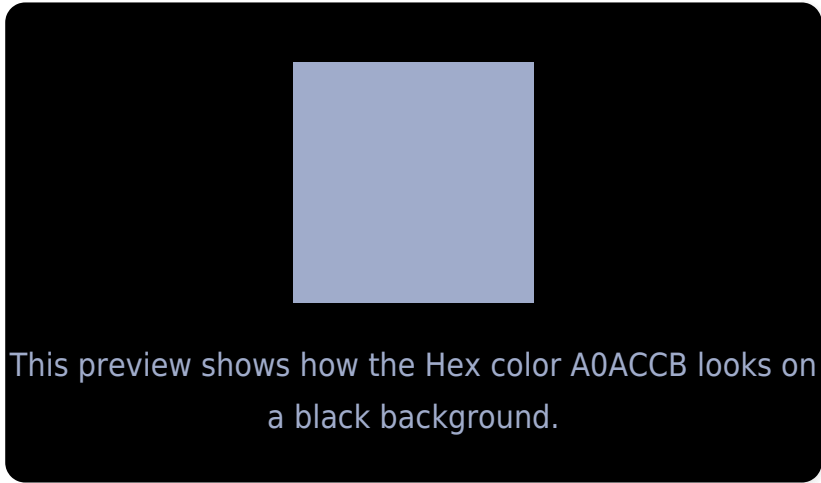 This preview shows how the Hex color A0ACCB looks on
a black background.